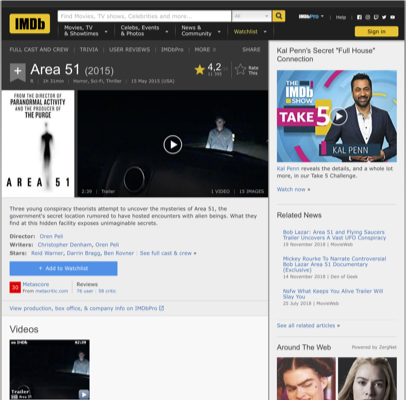 IMDb
Find Movies, TV shows, Celebrities and more...
All
Movies, TV
& Showtimes
Celebs, Events
& Photos
News &
Community
Watchlist
IMDbPro
Help
Sign in
FULL CAST AND CREW | TRIVIA | USER REVIEWS | IMDbPro | MORE
SHARE
Area 51 (2015)
4,2
Rate
This
Horror, Sci-Fi, Thriller | 15 May 2015 (USA)
FROM THE DIRECTOR OF
PARANORMAL ACTIVITY
AND THE PRODUCER OF
THE PURGE
AREA 51
2:39 | Trailer
1 VIDEO | 15 IMAGES
Three young conspiracy theorists attempt to uncover the mysteries of Area 51, the
government's secret location rumored to have hosted encounters with alien beings. What they
find at this hidden facility exposes unimaginable secrets.
Director: Oren Peli
Writers: Christopher Denham, Oren Peli
Stars: Reid Warner, Darrin Bragg, Ben Rovner | See full cast & crew »
+ Add to Watchlist
30
Metascore
From metacritic.com
Reviews
76 user | 59 critic
View production, box office, & company info on IMDbPro
Videos
Trailer
Kal Penn's Secret "Full House"
Connection
THE
IMDb
SHOW
TAKE 5
KAL PENN
Kal Penn reveals the details, and a whole lot
more, in our Take 5 Challenge.
Watch now »
Related News
Bob Lazar: Area 51 and Flying Saucers
Trailer Uncovers A Vast UFO Conspiracy
19 November 2018 | MovieWeb
Mickey Rourke To Narrate Controversial
Bob Lazar Area 51 Documentary
(Exclusive)
14 November 2018 | Den of Geek
Nsfw What Keeps You Alive Trailer Will
Slay You
25 July 2018 | MovieWeb
See all related articles »
Around The Web
Powered by ZergNet